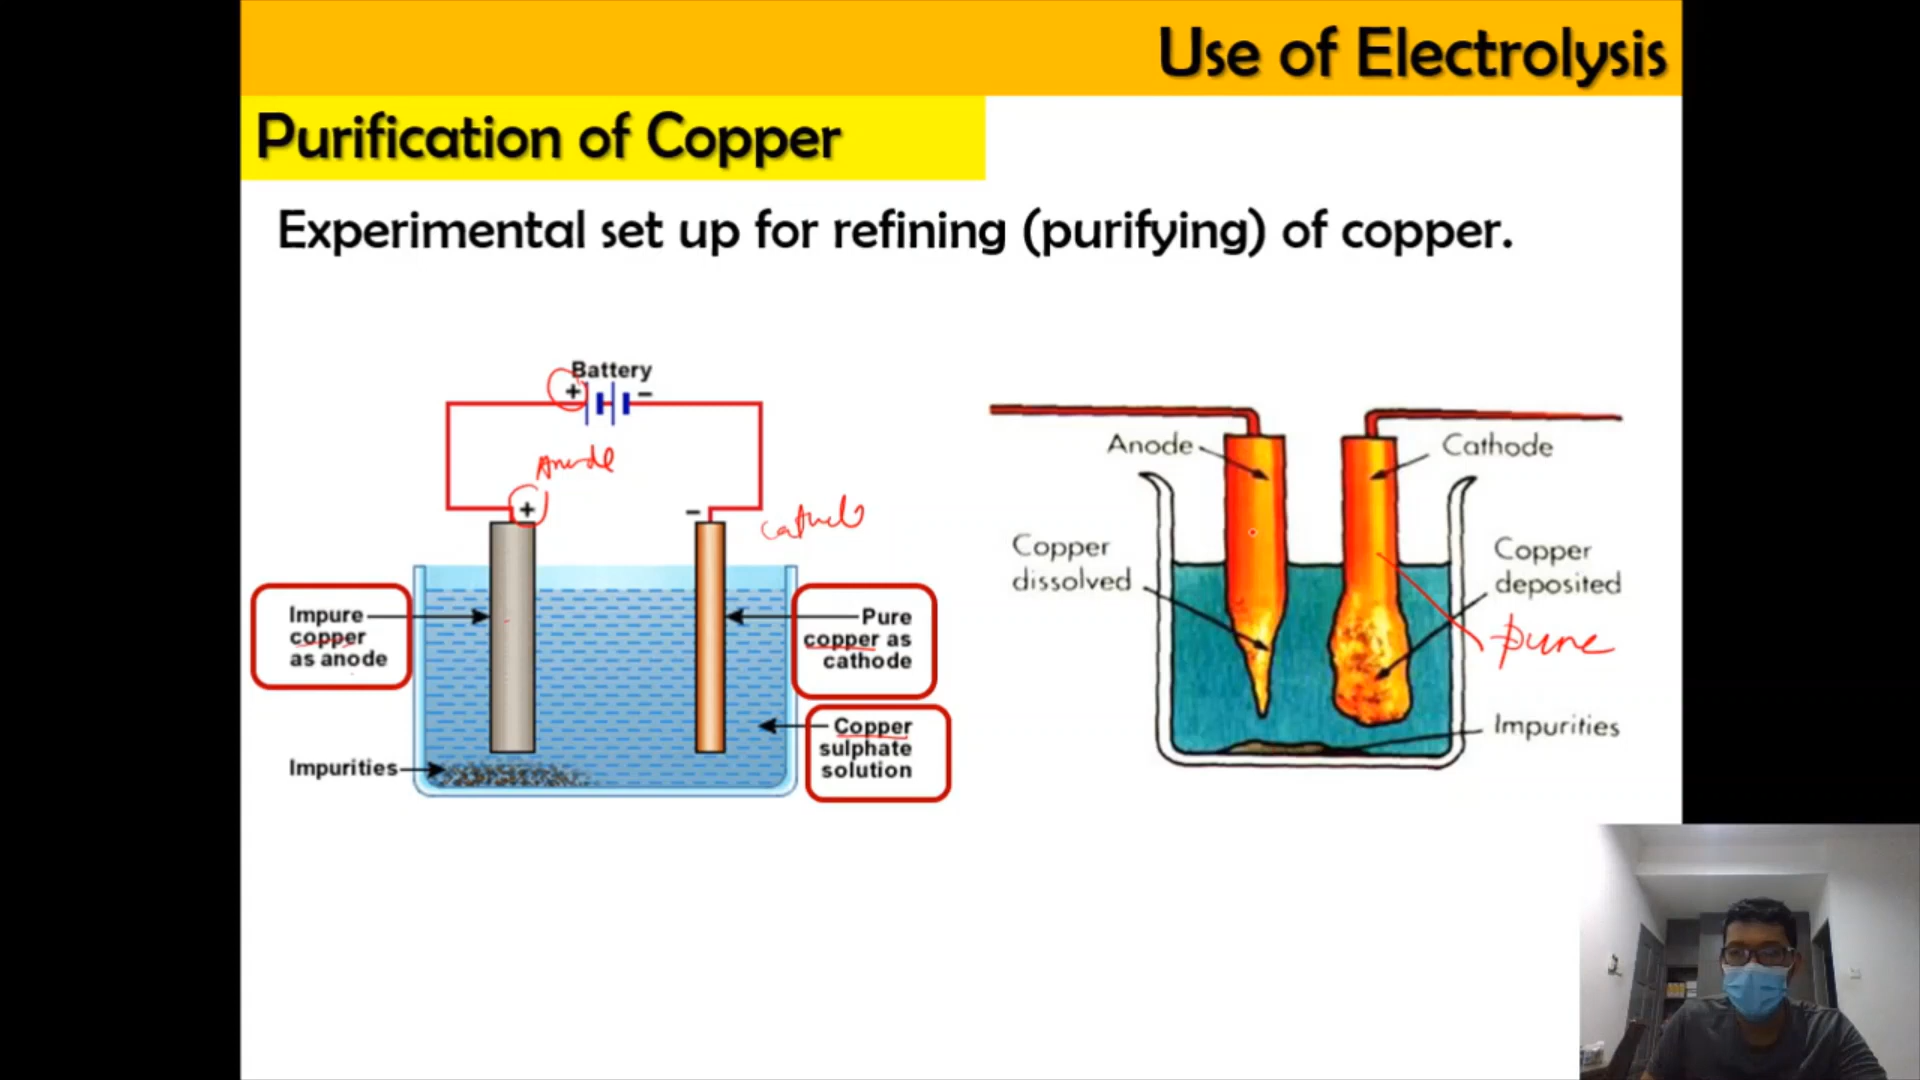 Use of Electrolysis
Purification of Copper
Experimental set up for refining (purifying) of copper.
Battery
+
−
Anode
+
−
Cathode
Impure
copper
as anode
Pure
copper as
cathode
Copper
sulphate
solution
Impurities
Anode
Cathode
Copper
dissolved
Copper
deposited
pure
Impurities